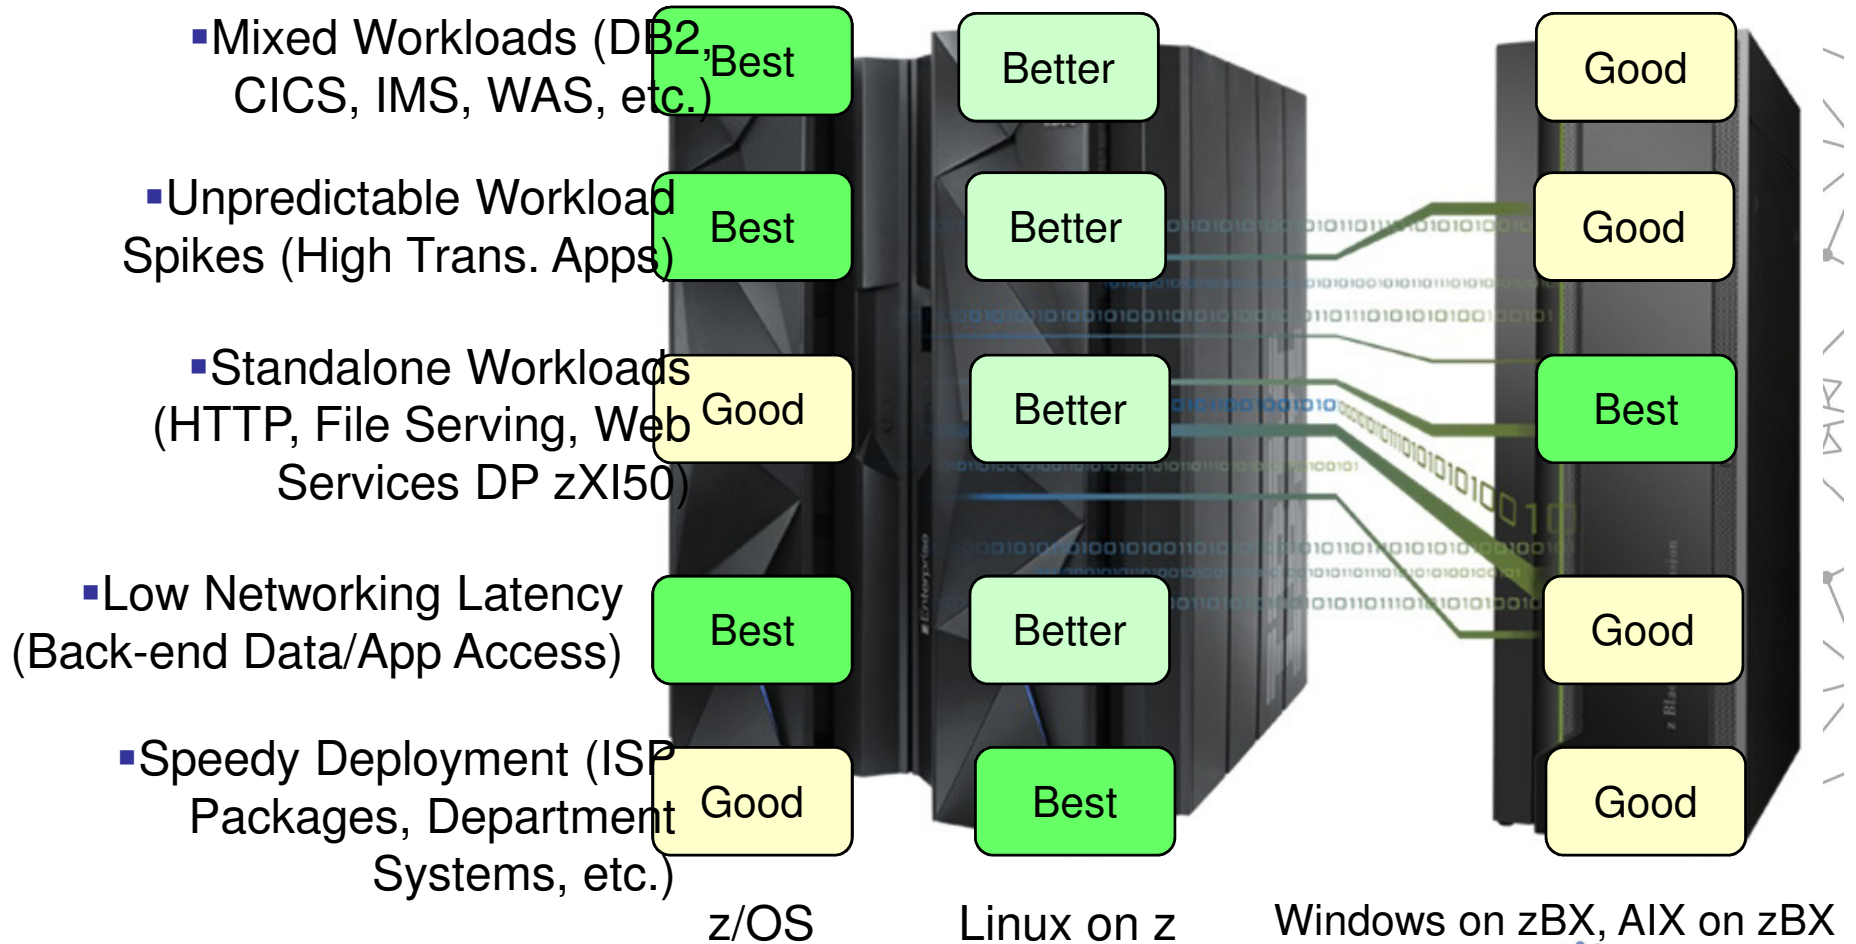 ▪Mixed Workloads (DB2,
CICS, IMS, WAS, etc.)
Best
Better
Good
▪Unpredictable Workload
Spikes (High Trans. Apps)
Best
Better
Good
▪Standalone Workloads
(HTTP, File Serving, Web
Services DP zXI50)
Good
Better
Best
▪Low Networking Latency
(Back-end Data/App Access)
Best
Better
Good
▪Speedy Deployment (ISP
Packages, Department
Systems, etc.)
Good
Best
Good
zEnterprise
z/OS
Linux on z
Windows on zBX, AIX on zBX